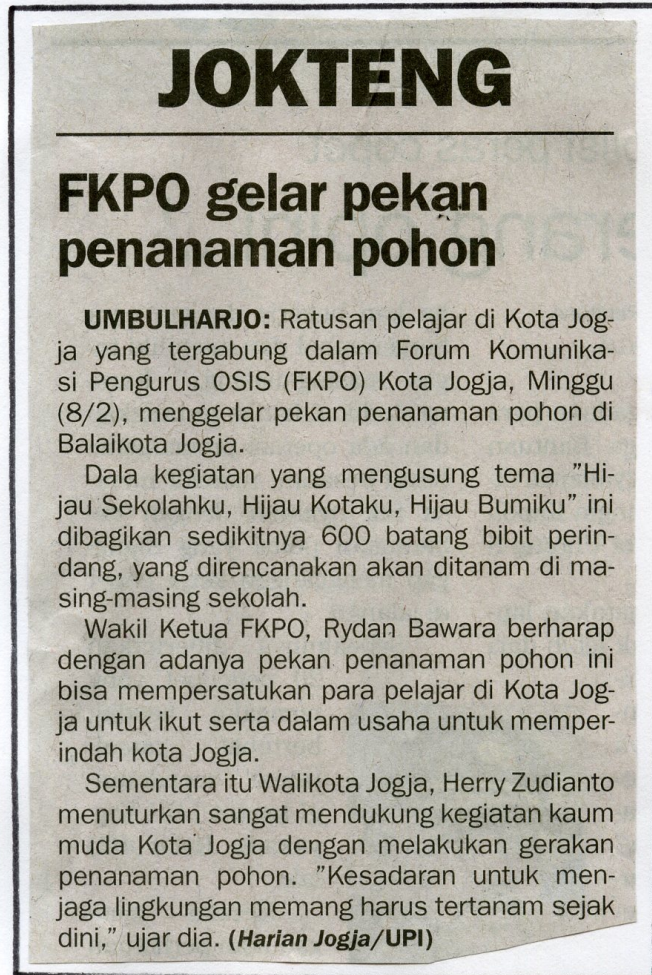 JOKTENG
FKPO gelar pekan
penanaman pohon
UMBULHARJO: Ratusan pelajar di Kota Jog-
ja yang tergabung dalam Forum Komunika-
si Pengurus OSIS (FKPO) Kota Jogja, Minggu
(8/2), menggelar pekan penanaman pohon di
Balaikota Jogja.
Dala kegiatan yang mengusung tema ”Hi-
jau Sekolahku, Hijau Kotaku, Hijau Bumiku” ini
dibagikan sedikitnya 600 batang bibit perin-
dang, yang direncanakan akan ditanam di ma-
sing-masing sekolah.
Wakil Ketua FKPO, Rydan Bawara berharap
dengan adanya pekan penanaman pohon ini
bisa mempersatukan para pelajar di Kota Jog-
ja untuk ikut serta dalam usaha untuk memper-
indah kota Jogja.
Sementara itu Walikota Jogja, Herry Zudianto
menuturkan sangat mendukung kegiatan kaum
muda Kota Jogja dengan melakukan gerakan
penanaman pohon. ”Kesadaran untuk men-
jaga lingkungan memang harus tertanam sejak
dini,” ujar dia. (Harian Jogja/UPI)